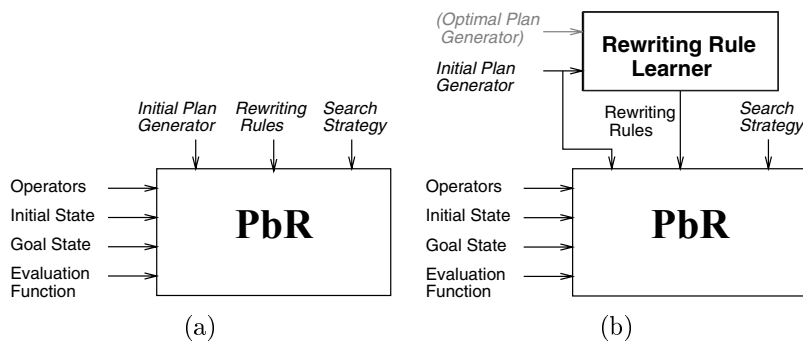 Initial Plan
Generator
Rewriting
Rules
Search
Strategy
Operators
Initial State
Goal State
Evaluation
Function
PbR
(a)
(Optimal Plan
Generator)
Initial Plan
Generator
Rewriting Rule
Learner
Rewriting
Rules
Search
Strategy
Operators
Initial State
Goal State
Evaluation
Function
PbR
(b)